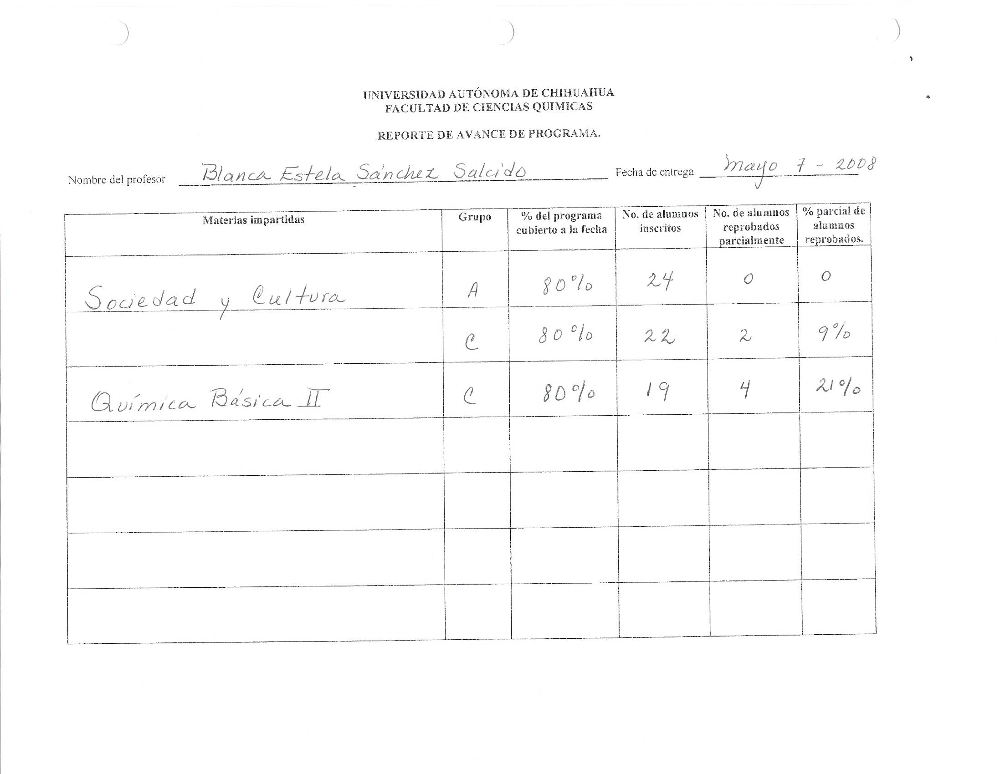 UNIVERSIDAD AUTÓNOMA DE CHIHUAHUA
FACULTAD DE CIENCIAS QUIMICAS
REPORTE DE AVANCE DE PROGRAMA.
Nombre del profesor Blanca Estela Sánchez Salcido Fecha de entrega Mayo 7 - 2008
Materias impartidas Grupo % del programa cubierto a la fecha No. de alumnos inscritos No. de alumnos reprobados parcialmente % parcial de alumnos reprobados.
Sociedad y Cultura A 80% 24 0 0
C 80% 22 2 9%
Química Básica II C 80% 19 4 21%